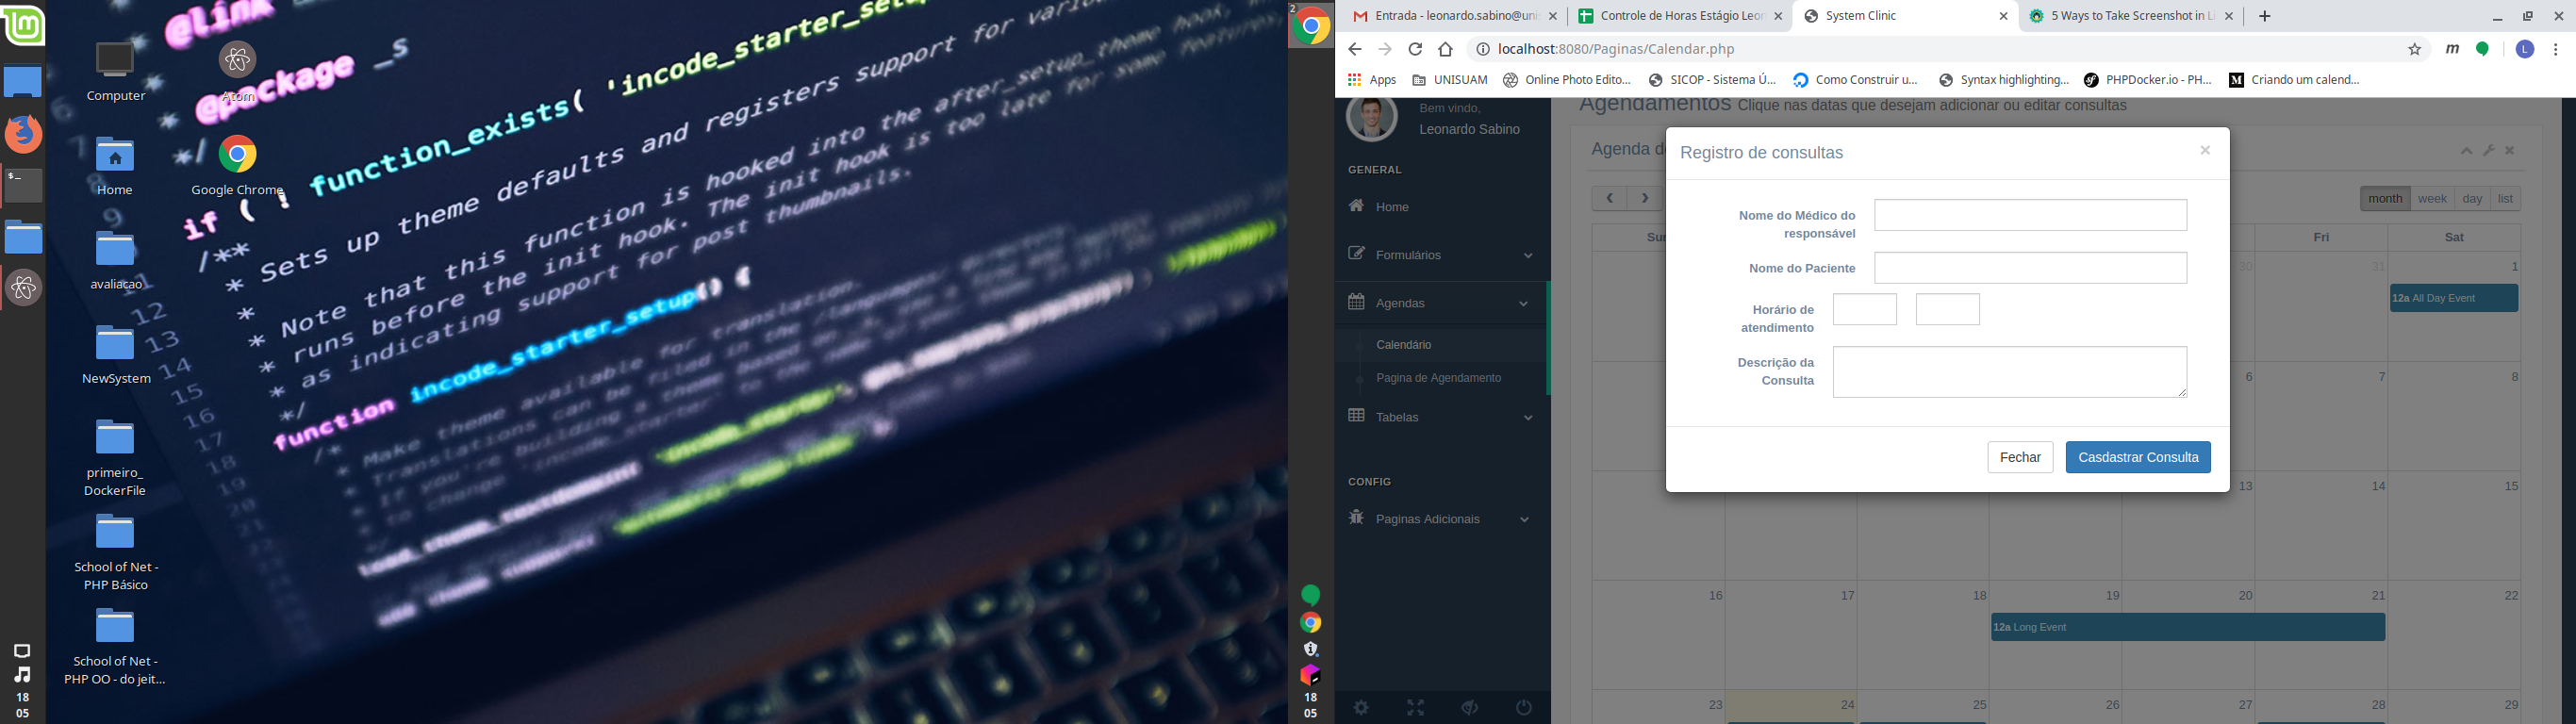 Computer
Atom
Home
Google Chrome
avaliacao
NewSystem
primeiro_
DockerFile
School of Net -
PHP Básico
School of Net -
PHP OO - do jeit...
18
05
@link
* @package _s
*/
if ( ! function_exists( 'incode_starter_setup
/**
* Sets up theme defaults and registers support for various
*
* Note that this function is hooked into the after_setup_theme hook,
* runs before the init hook. The init hook is too late for some features,
* as indicating support for post thumbnails.
*/
function incode_starter_setup() {
/*
* Make theme available for translation.
* Translations can be filed in the /languages/ directory.
* If you're building a theme based on
* to change 'incode_starter' to the name of your
9
11
12
13
14
15
16
17
18
19
20
21
2
18
05
Entrada - leonardo.sabino@uni
Controle de Horas Estágio Leon
System Clinic
5 Ways to Take Screenshot in Li
localhost:8080/Paginas/Calendar.php
L
Apps
UNISUAM
Online Photo Edito...
SICOP - Sistema Ú...
Como Construir u...
Syntax highlighting...
PHPDocker.io - PH...
Criando um calend...
Bem vindo,
Leonardo Sabino
GENERAL
Home
Formulários
Agendas
Calendário
Pagina de Agendamento
Tabelas
CONFIG
Paginas Adicionais
Agendamentos Clique nas datas que desejam adicionar ou editar consultas
Agenda d
month week day list
Registro de consultas
×
Nome do Médico do
responsável
Nome do Paciente
Horário de
atendimento
Descrição da
Consulta
Fechar
Casdastrar Consulta
Su
Fri
Sat
30
31
1
12a All Day Event
6
7
8
13
14
15
16
17
18
19
20
21
22
12a Long Event
23
24
25
26
27
28
29